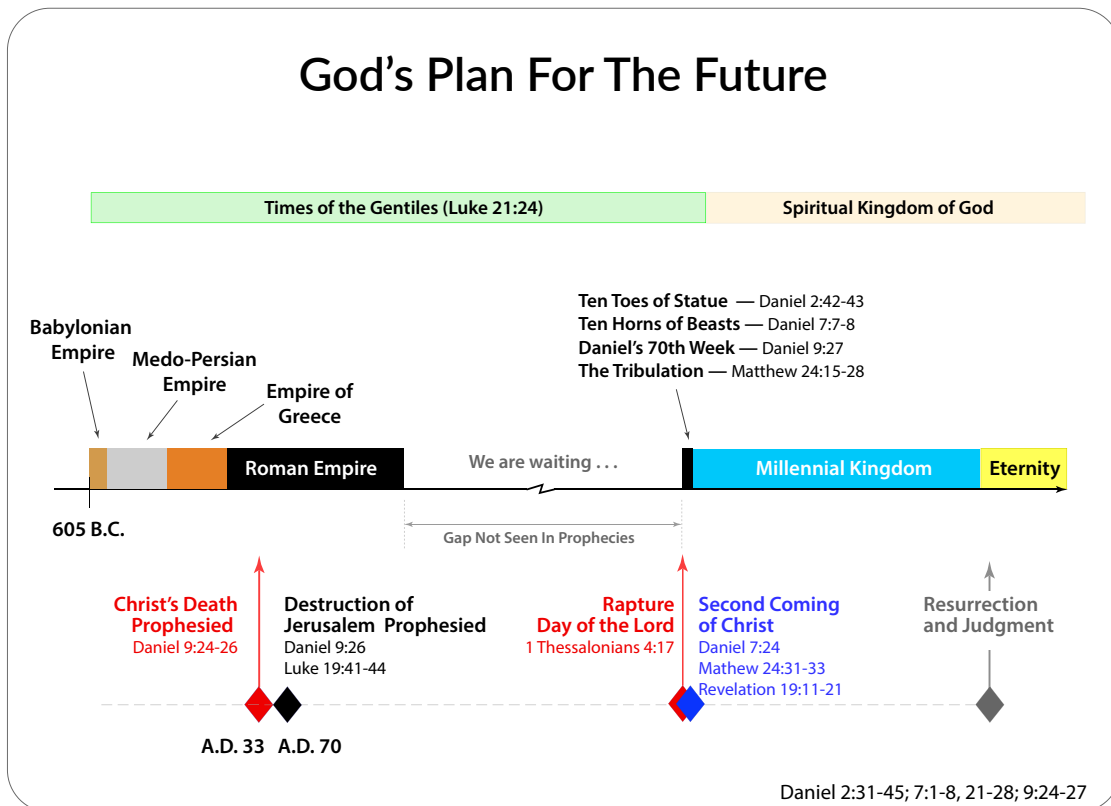 God's Plan For The Future
Times of the Gentiles (Luke 21:24)
Spiritual Kingdom of God
Ten Toes of Statue — Daniel 2:42-43
Ten Horns of Beasts — Daniel 7:7-8
Daniel's 70th Week — Daniel 9:27
The Tribulation — Matthew 24:15-28
Babylonian
Empire
Medo-Persian
Empire
Empire of
Greece
Roman Empire
We are waiting . . .
Millennial Kingdom
Eternity
605 B.C.
Gap Not Seen In Prophecies
Christ's Death
Prophesied
Daniel 9:24-26
Destruction of
Jerusalem Prophesied
Daniel 9:26
Luke 19:41-44
Rapture
Day of the Lord
1 Thessalonians 4:17
Second Coming
of Christ
Daniel 7:24
Mathew 24:31-33
Revelation 19:11-21
Resurrection
and Judgment
A.D. 33
A.D. 70
Daniel 2:31-45; 7:1-8, 21-28; 9:24-27